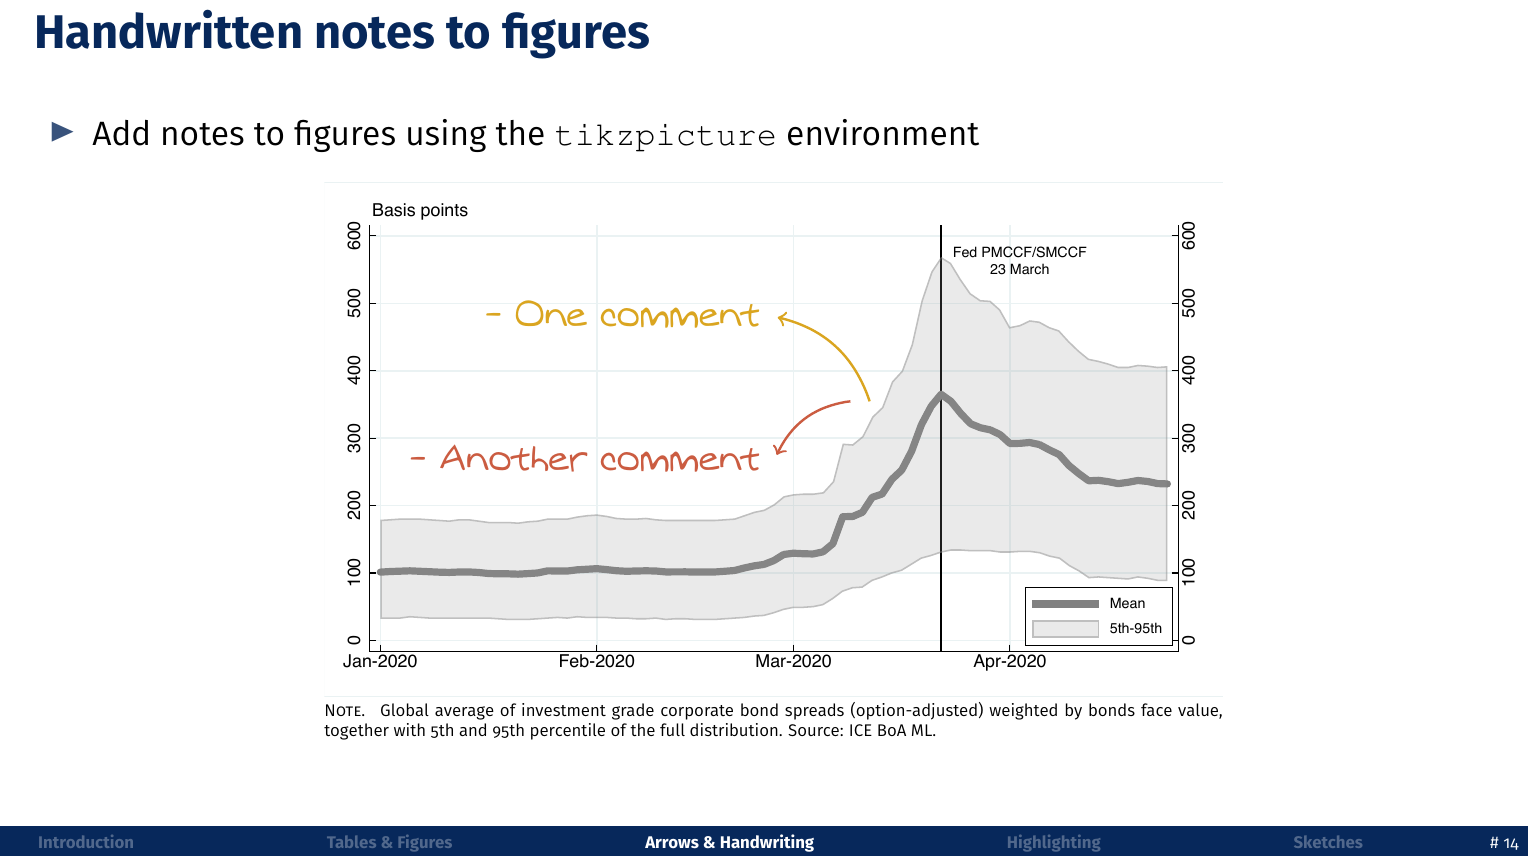 Handwritten notes to figures
▶ Add notes to figures using the tikzpicture environment
Basis points
600
500
400
300
200
100
0
600
500
400
300
200
100
0
Fed PMCCF/SMCCF
23 March
- One comment
- Another comment
Mean
5th-95th
Jan-2020 Feb-2020 Mar-2020 Apr-2020
NOTE. Global average of investment grade corporate bond spreads (option-adjusted) weighted by bonds face value,
together with 5th and 95th percentile of the full distribution. Source: ICE BoA ML.
Introduction Tables & Figures Arrows & Handwriting Highlighting Sketches # 14